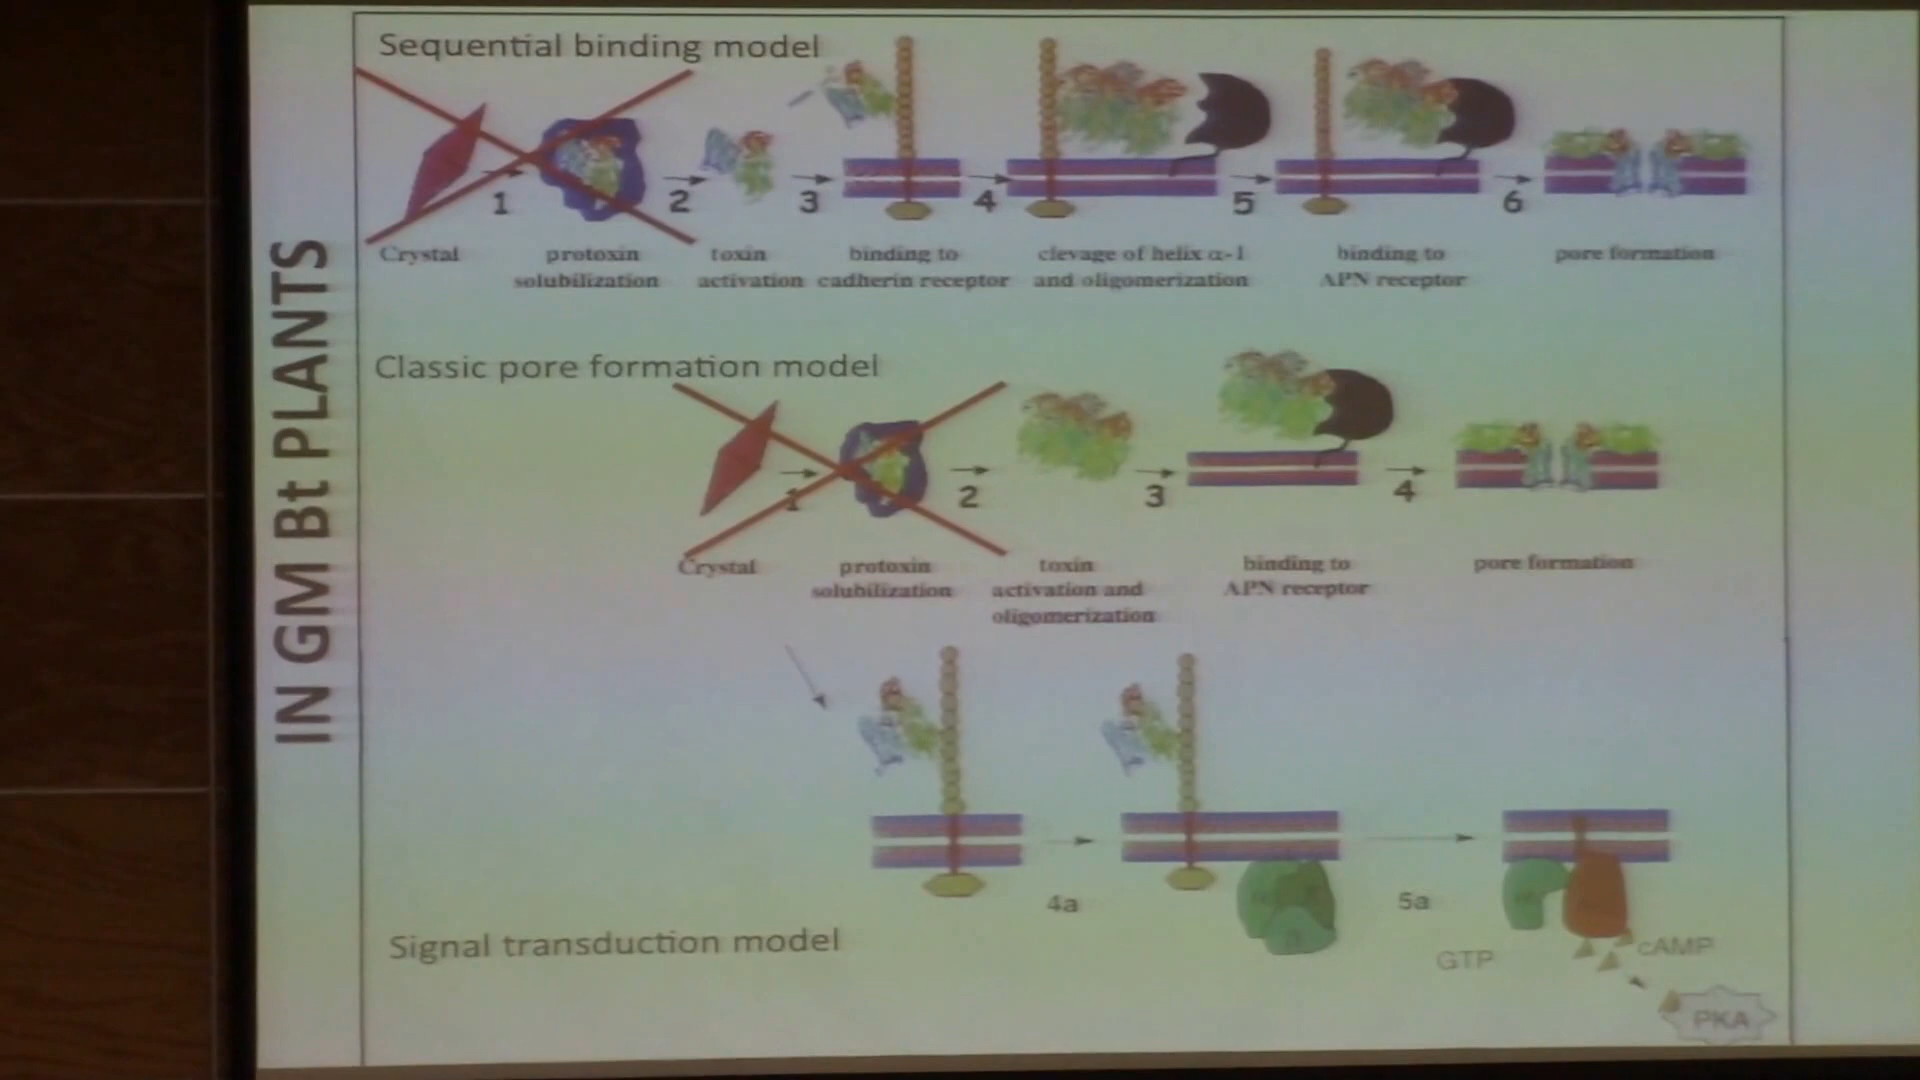 IN GM Bt PLANTS
Sequential binding model
1
2
3
4
5
6
Crystal
protoxin
solubilization
toxin
activation
binding to
cadherin receptor
clevage of helix α-1
and oligomerization
binding to
APN receptor
pore formation
Classic pore formation model
1
2
3
4
Crystal
protoxin
solubilization
toxin
activation and
oligomerization
binding to
APN receptor
pore formation
4a
5a
Signal transduction model
GTP
cAMP
PKA